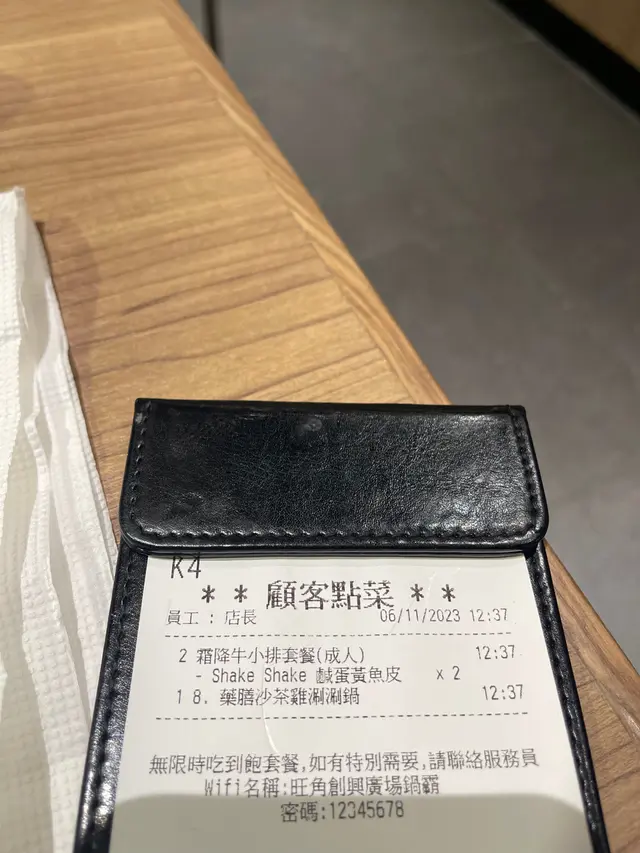 K4
** 顧客點菜 **
員工：店長 06/11/2023 12:37
2 霜降牛小排套餐(成人) 12:37
- Shake Shake 鹹蛋黃魚皮 x 2
1 8. 藥膳沙茶雞涮涮鍋 12:37
無限時吃到飽套餐,如有特別需要,請聯絡服務員
Wifi名稱:旺角創興廣場鍋霸
密碼:12345678